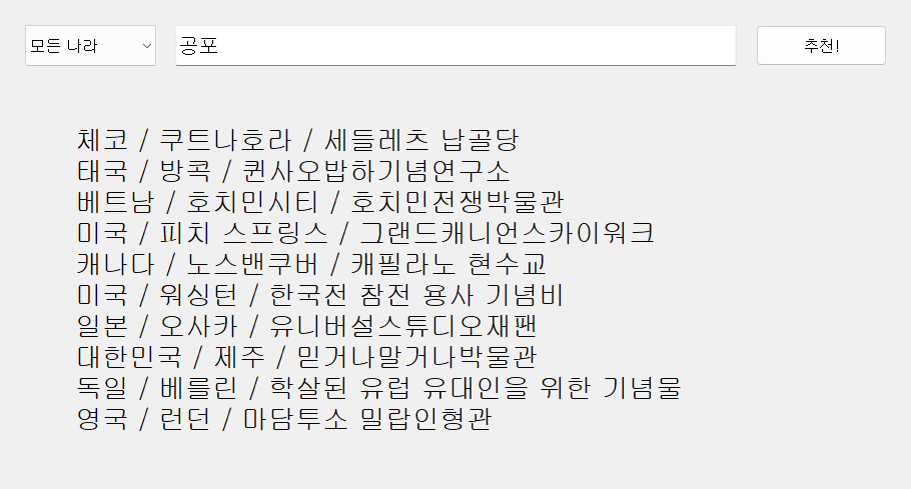 모든 나라
공포
추천!
체코 / 쿠트나호라 / 세들레츠 납골당
태국 / 방콕 / 퀸사오밥하기념연구소
베트남 / 호치민시티 / 호치민전쟁박물관
미국 / 피치 스프링스 / 그랜드캐니언스카이워크
캐나다 / 노스밴쿠버 / 캐필라노 현수교
미국 / 워싱턴 / 한국전 참전 용사 기념비
일본 / 오사카 / 유니버설스튜디오재팬
대한민국 / 제주 / 믿거나말거나박물관
독일 / 베를린 / 학살된 유럽 유대인을 위한 기념물
영국 / 런던 / 마담투소 밀랍인형관